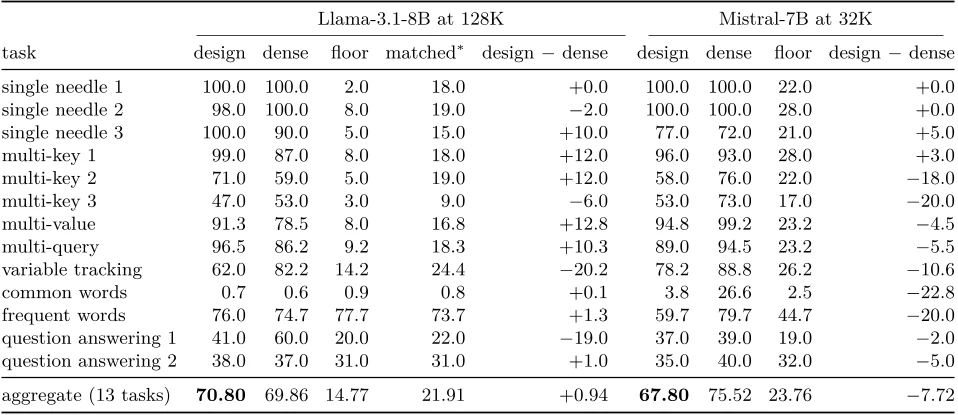 Llama-3.1-8B at 128K Mistral-7B at 32K
task design dense floor matched* design − dense design dense floor design − dense
single needle 1 100.0 100.0 2.0 18.0 +0.0 100.0 100.0 22.0 +0.0
single needle 2 98.0 100.0 8.0 19.0 −2.0 100.0 100.0 28.0 +0.0
single needle 3 100.0 90.0 5.0 15.0 +10.0 77.0 72.0 21.0 +5.0
multi-key 1 99.0 87.0 8.0 18.0 +12.0 96.0 93.0 28.0 +3.0
multi-key 2 71.0 59.0 5.0 19.0 +12.0 58.0 76.0 22.0 −18.0
multi-key 3 47.0 53.0 3.0 9.0 −6.0 53.0 73.0 17.0 −20.0
multi-value 91.3 78.5 8.0 16.8 +12.8 94.8 99.2 23.2 −4.5
multi-query 96.5 86.2 9.2 18.3 +10.3 89.0 94.5 23.2 −5.5
variable tracking 62.0 82.2 14.2 24.4 −20.2 78.2 88.8 26.2 −10.6
common words 0.7 0.6 0.9 0.8 +0.1 3.8 26.6 2.5 −22.8
frequent words 76.0 74.7 77.7 73.7 +1.3 59.7 79.7 44.7 −20.0
question answering 1 41.0 60.0 20.0 22.0 −19.0 37.0 39.0 19.0 −2.0
question answering 2 38.0 37.0 31.0 31.0 +1.0 35.0 40.0 32.0 −5.0
aggregate (13 tasks) 70.80 69.86 14.77 21.91 +0.94 67.80 75.52 23.76 −7.72